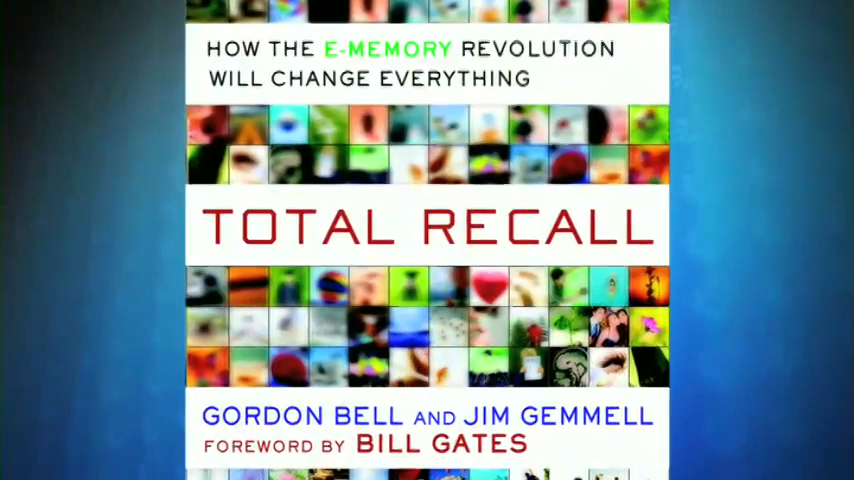 HOW THE E-MEMORY REVOLUTION
WILL CHANGE EVERYTHING
TOTAL RECALL
GORDON BELL AND JIM GEMMELL
FOREWORD BY BILL GATES